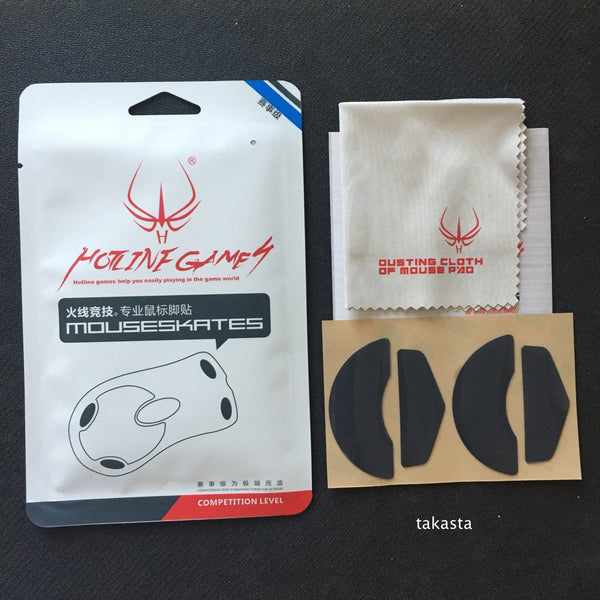 赛事级
®
H
HOTLINE GAMES
Hotline games help you easily playing in the game world
火线竞技® 专业鼠标脚贴
MOUSESKATES
赛事级为极端而造
COMPETITION LEVEL
H
DUSTING CLOTH
OF MOUSE PAD
takasta